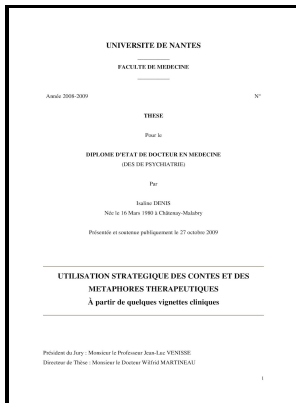 UNIVERSITE DE NANTES
FACULTE DE MEDECINE
Année 2008-2009 N°
THESE
Pour le
DIPLOME D'ETAT DE DOCTEUR EN MEDECINE
(DES DE PSYCHIATRIE)
Par
Isaline DENIS
Née le 16 Mars 1980 à Châtenay-Malabry
Présentée et soutenue publiquement le 27 octobre 2009
UTILISATION STRATEGIQUE DES CONTES ET DES
METAPHORES THERAPEUTIQUES
À partir de quelques vignettes cliniques
Président du Jury : Monsieur le Professeur Jean-Luc VENISSE
Directeur de Thèse : Monsieur le Docteur Wilfrid MARTINEAU
1